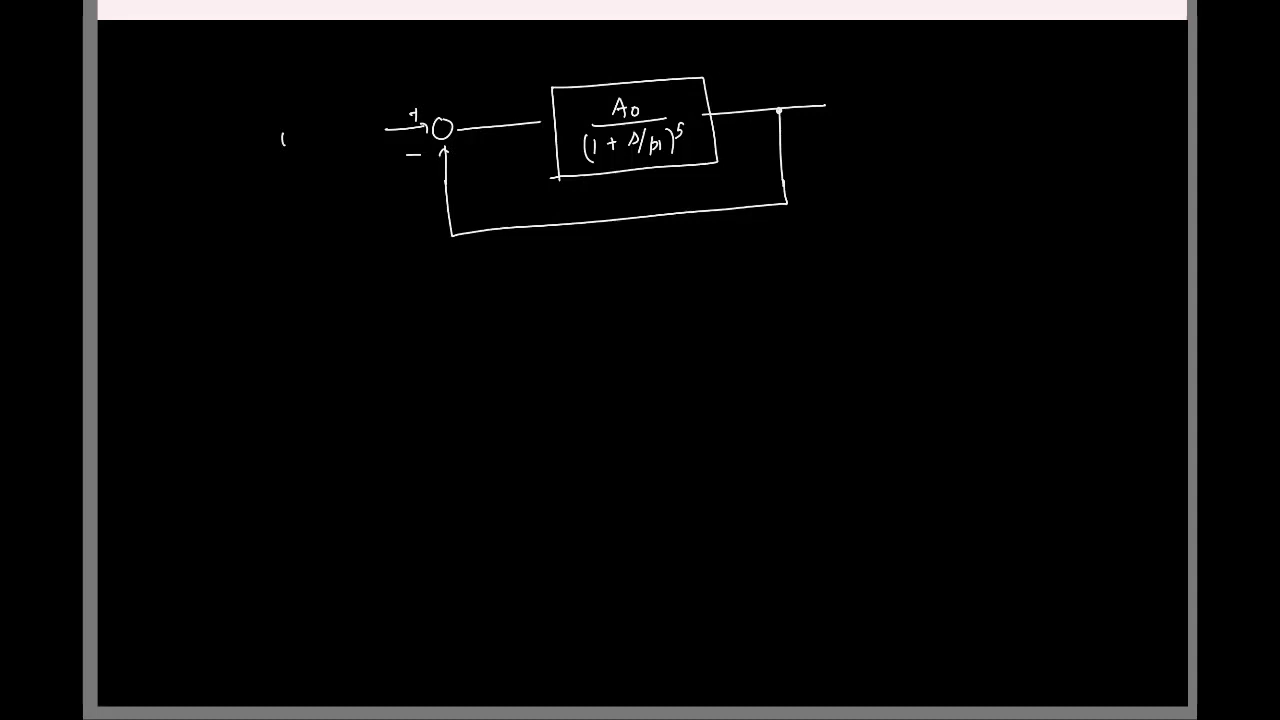 +
A0
(1 + s/p1)^5
−